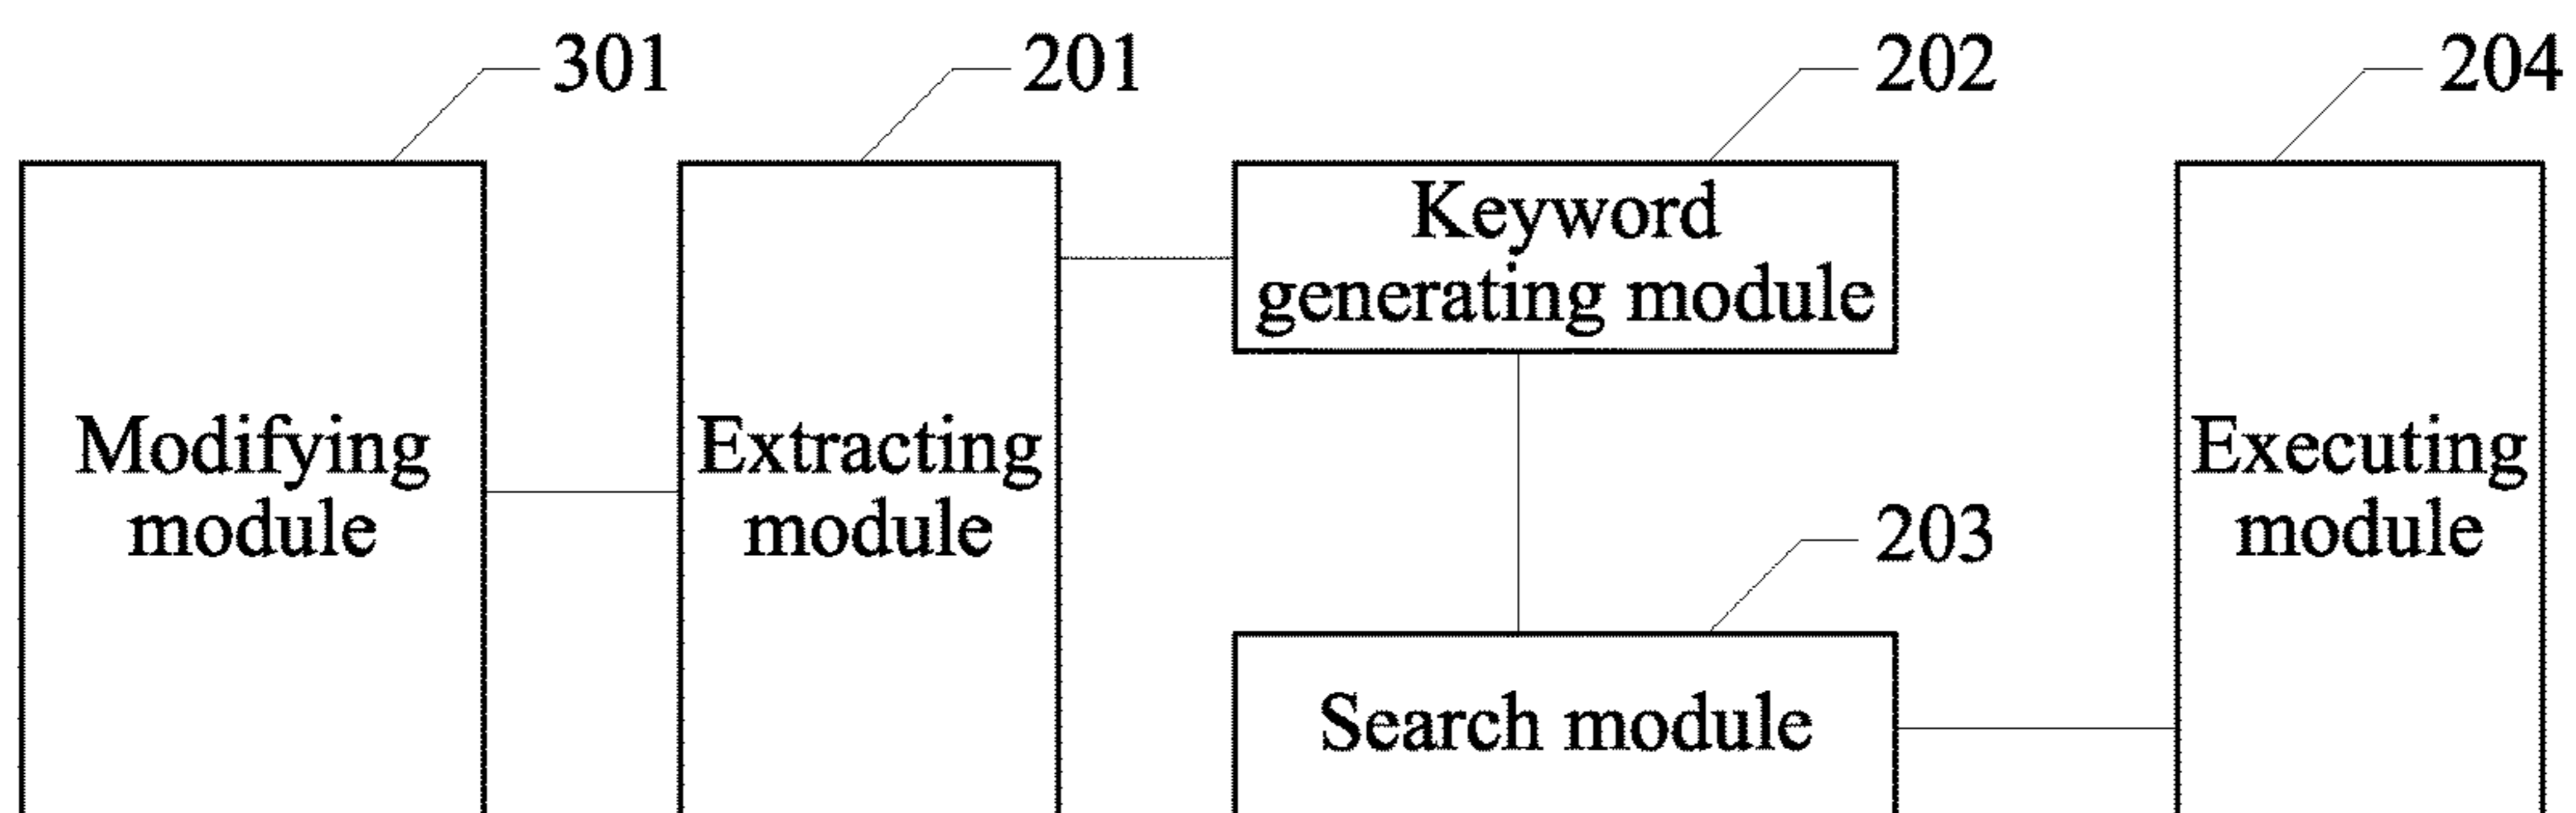 301
201
202
204
Keyword
generating module
Modifying
module
Extracting
module
Executing
module
203
Search module